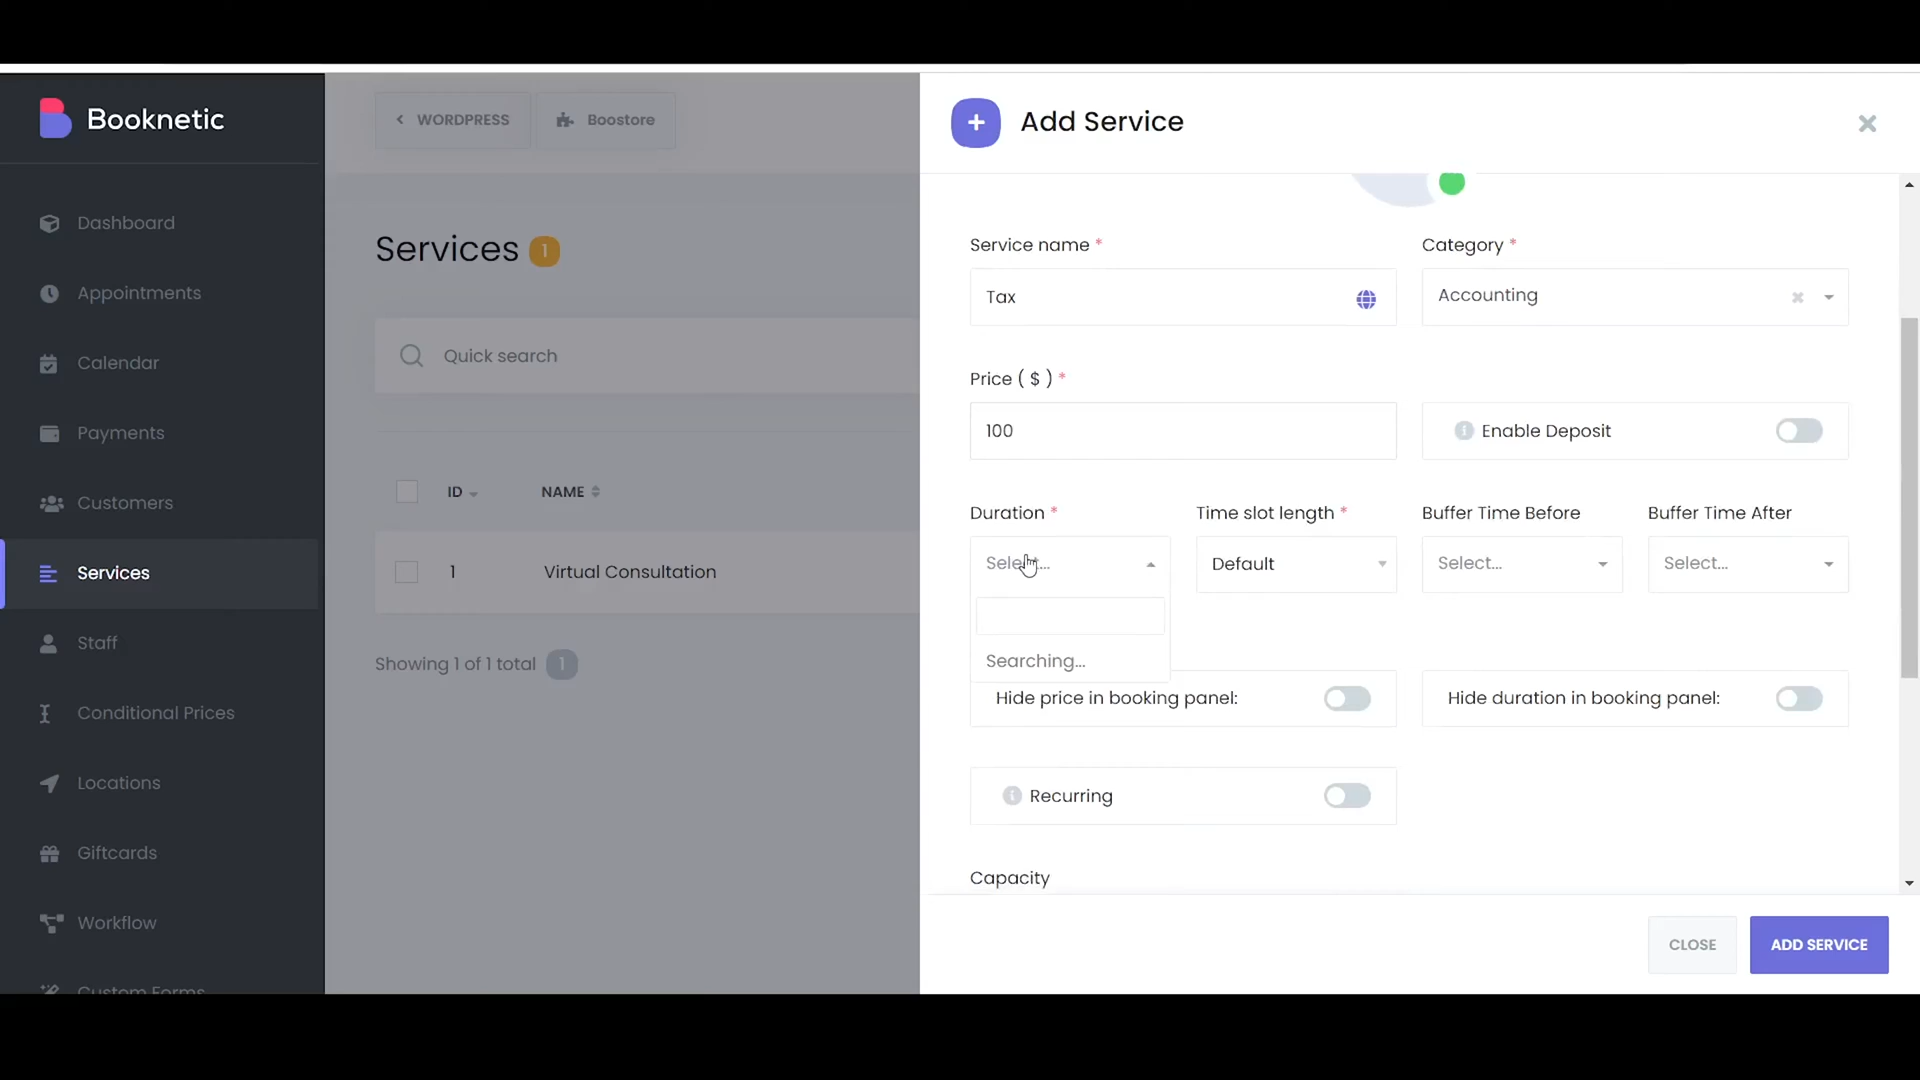 Booknetic
Dashboard
Appointments
Calendar
Payments
Customers
Services
Staff
Conditional Prices
Locations
Giftcards
Workflow
Custom Forms
WORDPRESS
Boostore
Services 1
Quick search
ID NAME
1 Virtual Consultation
Showing 1 of 1 total 1
Add Service
Service name * Category *
Tax Accounting
Price ( $ ) *
100 Enable Deposit
Duration * Time slot length * Buffer Time Before Buffer Time After
Select... Default Select... Select...
Searching...
Hide price in booking panel: Hide duration in booking panel:
Recurring
Capacity
CLOSE ADD SERVICE